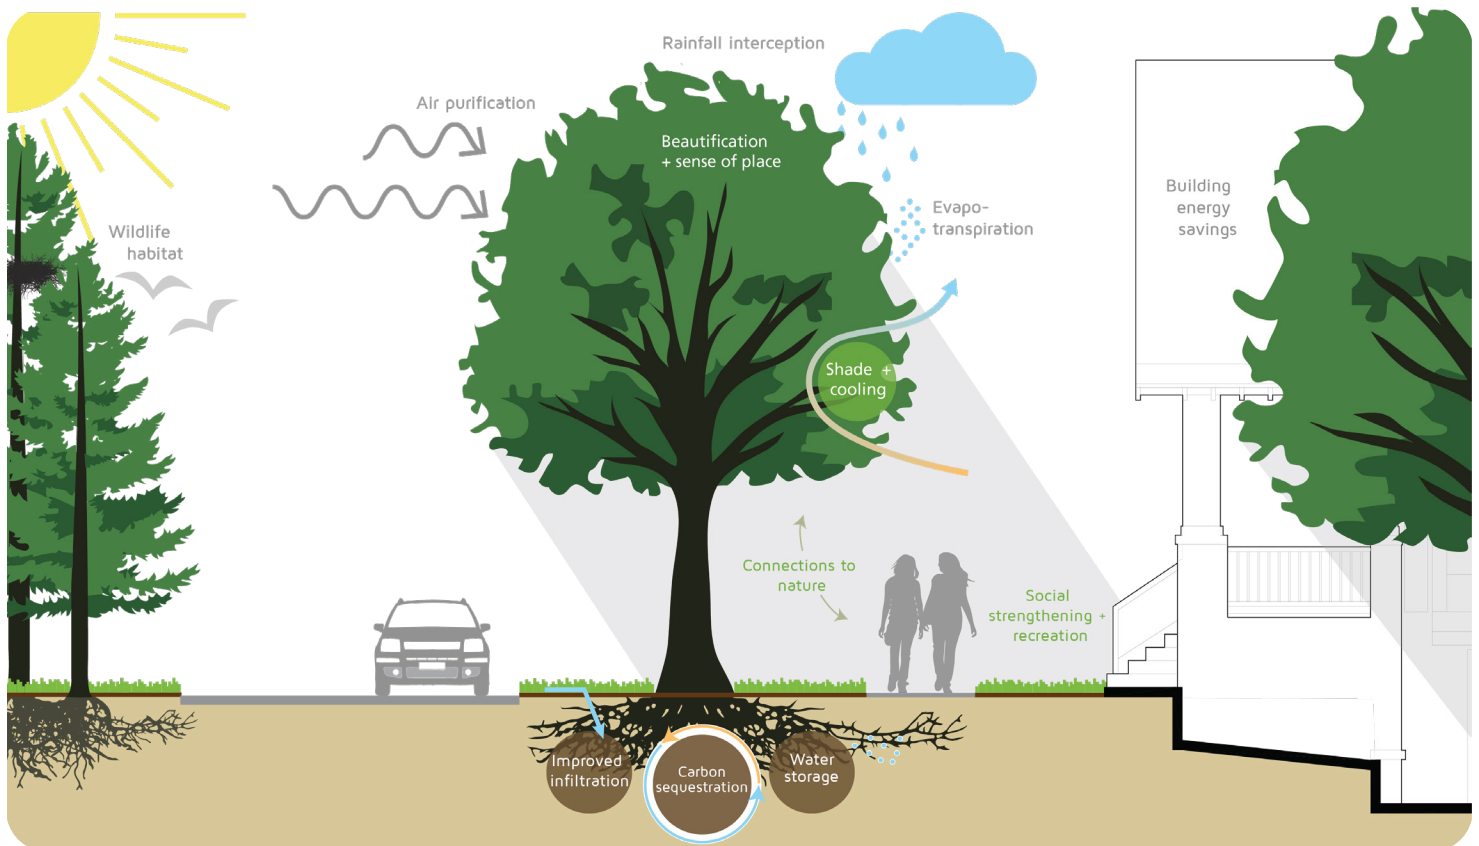 Rainfall interception
Air purification
Beautification
+ sense of place
Building
energy
savings
Evapo-
transpiration
Wildlife
habitat
Shade +
cooling
Connections to
nature
Social
strengthening +
recreation
Improved
infiltration
Carbon
sequestration
Water
storage